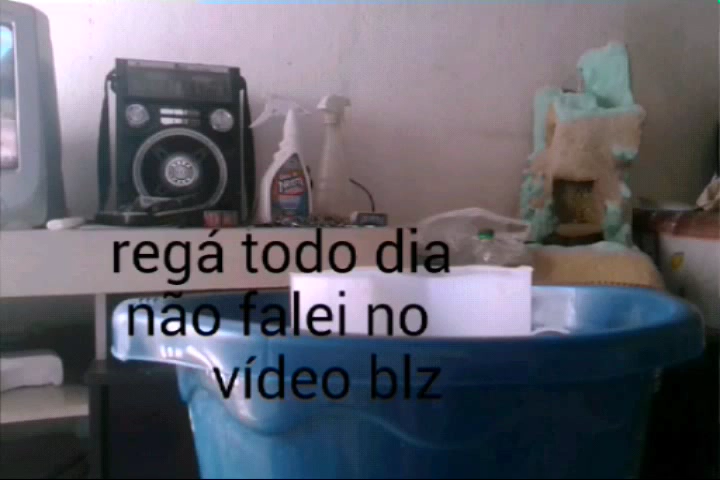 regá todo dia
não falei no
vídeo blz